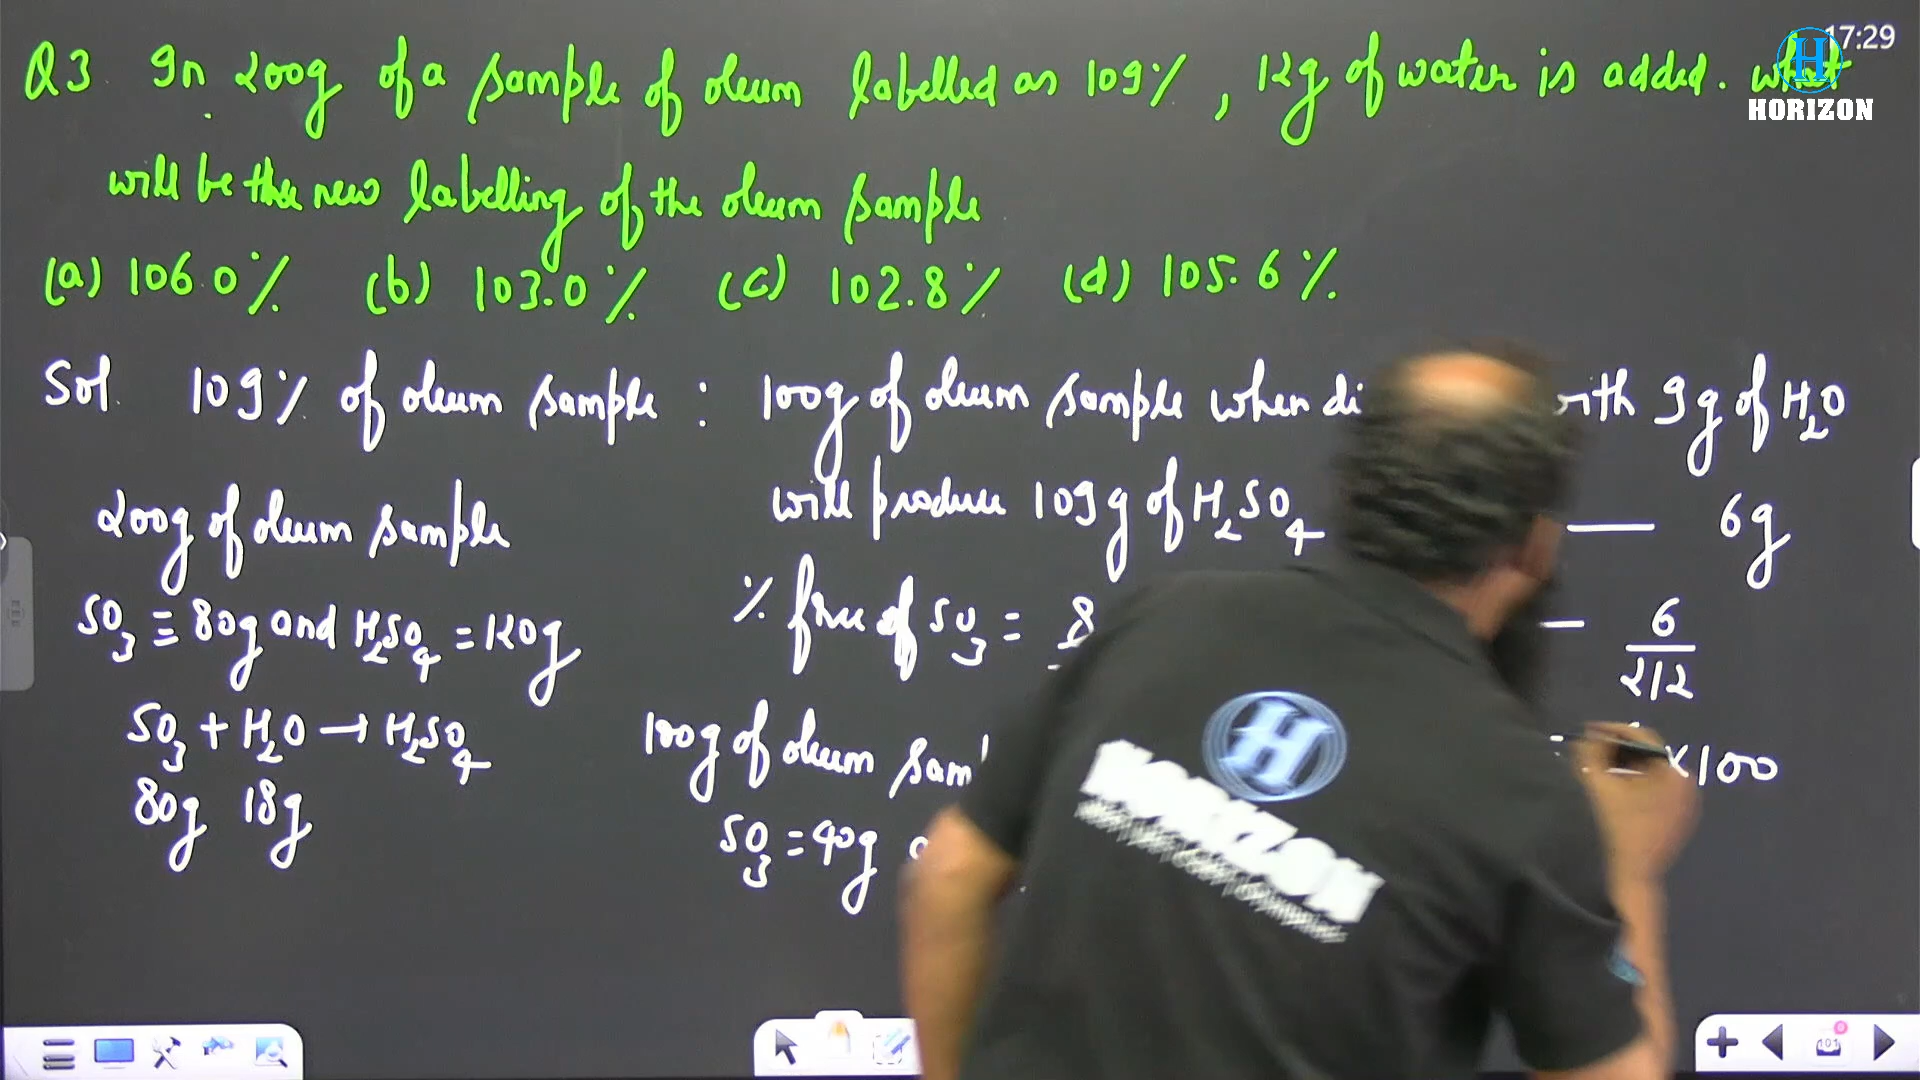 17:29
HORIZON
Q3 In 200g of a sample of oleum labelled as 109%, 12g of water is added. what
will be the new labelling of the oleum sample
(a) 106.0% (b) 103.0% (c) 102.8% (d) 105.6%.
Sol. 109% of oleum sample : 100g of oleum sample when di with 9g of H2O
will produce 109g of H2SO4 — 6g
200g of oleum sample
% free of SO3 = 8 — 6/212
SO3 ≡ 80g and H2SO4 = 120g
SO3 + H2O → H2SO4
100g of oleum sam ×100
80g 18g
SO3 = 40g
HORIZON